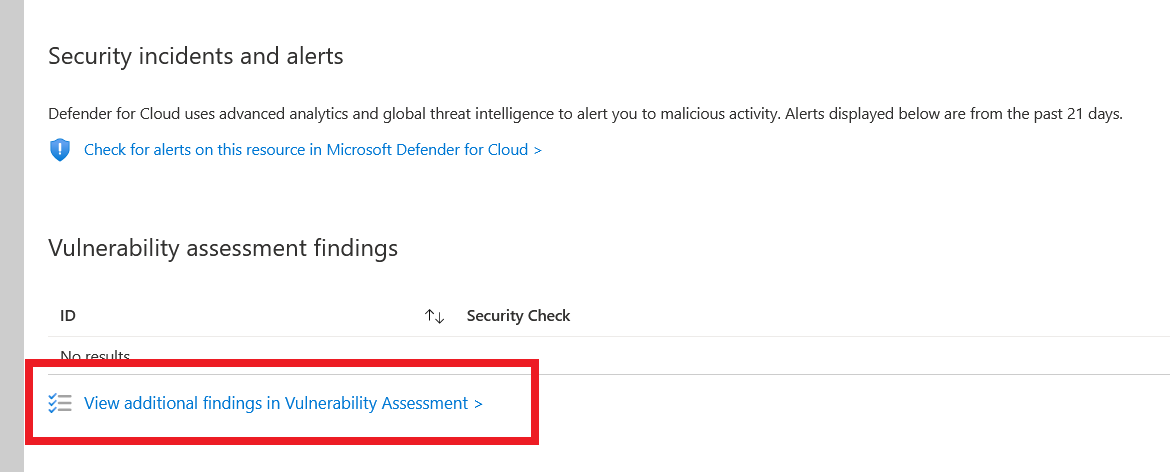 Security incidents and alerts
Defender for Cloud uses advanced analytics and global threat intelligence to alert you to malicious activity. Alerts displayed below are from the past 21 days.
Check for alerts on this resource in Microsoft Defender for Cloud >
Vulnerability assessment findings
ID ↑↓ Security Check
No results
View additional findings in Vulnerability Assessment >